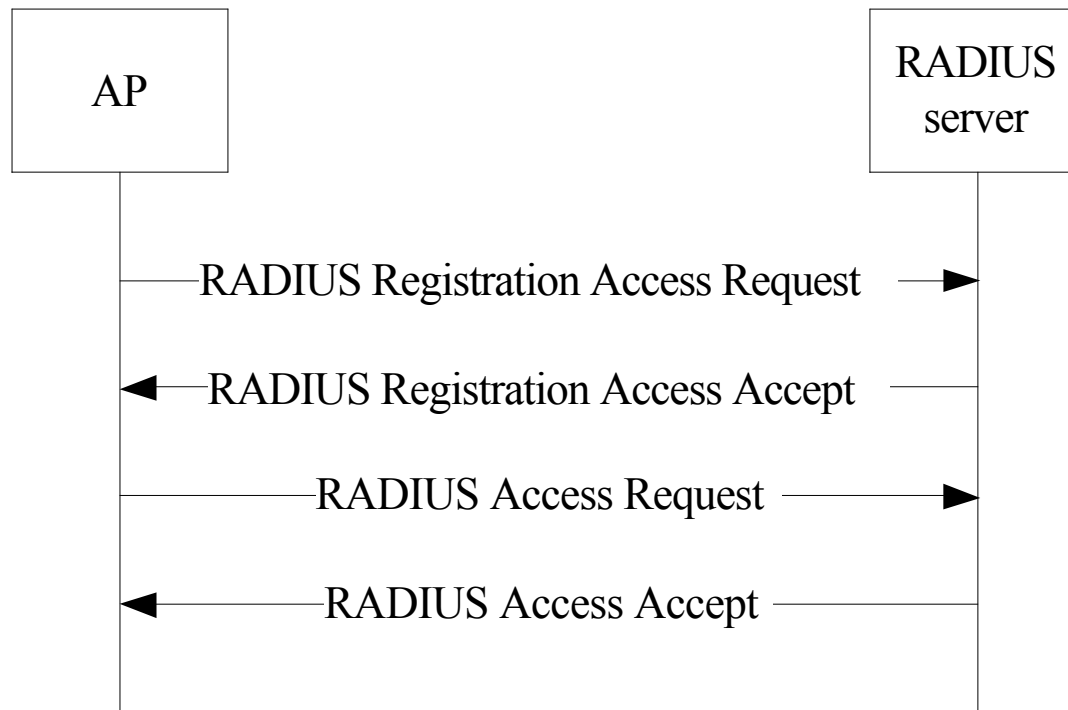 AP
RADIUS
server
RADIUS Registration Access Request
RADIUS Registration Access Accept
RADIUS Access Request
RADIUS Access Accept